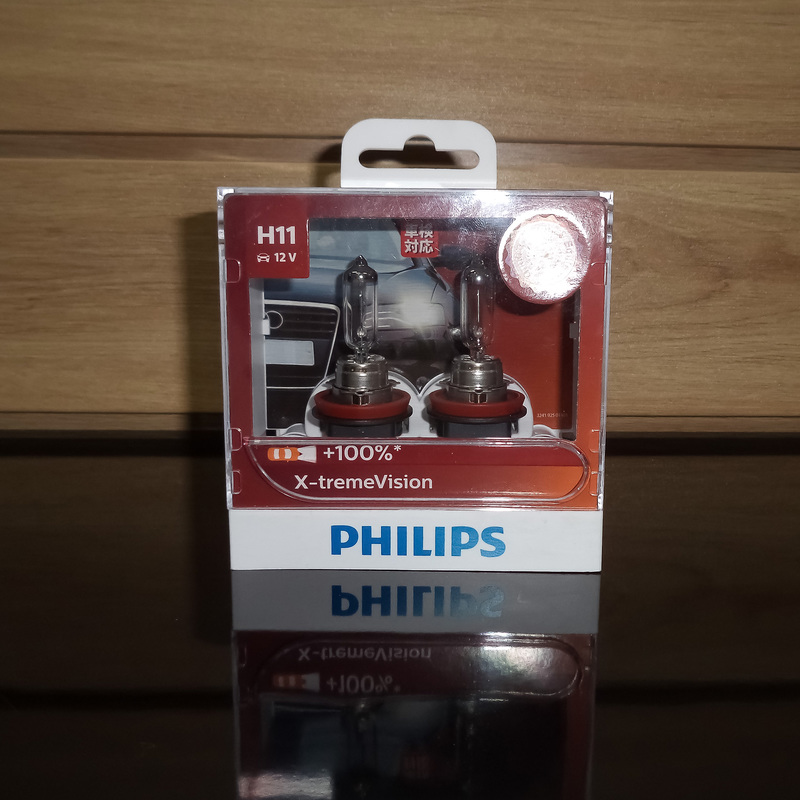 H11
12 V
車検
対応
+100%*
X-tremeVision
PHILIPS